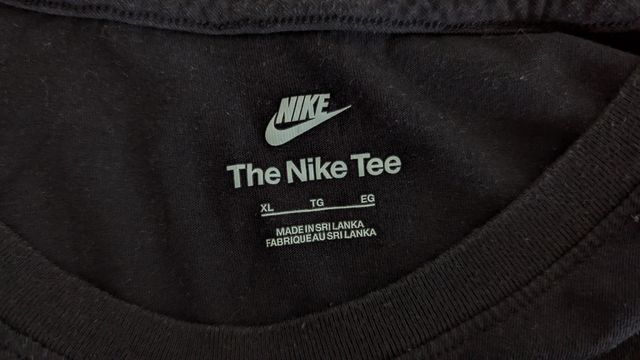 NIKE
The Nike Tee
XL TG EG
MADE IN SRI LANKA
FABRIQUE AU SRI LANKA